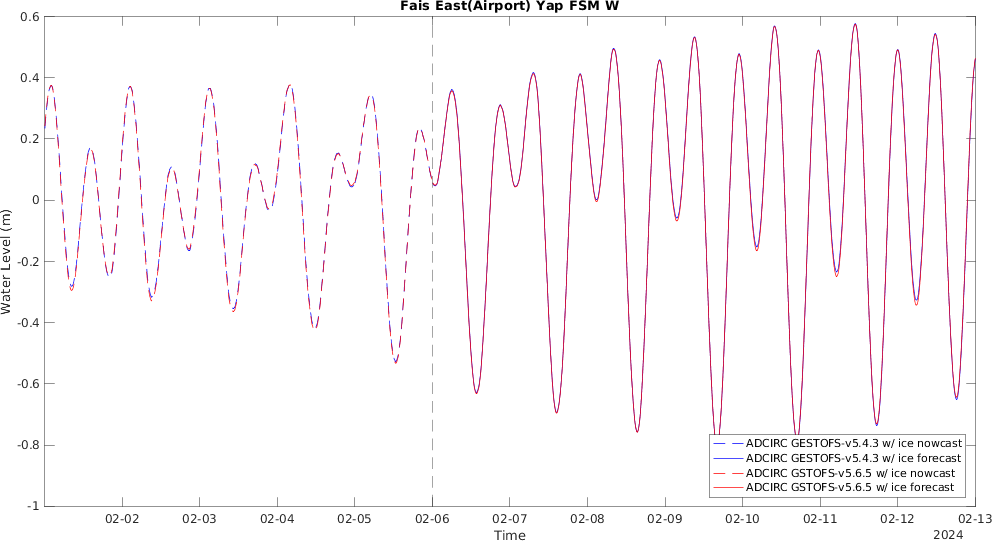 Fais East(Airport) Yap FSM W
Water Level (m)
0.6
0.4
0.2
0
-0.2
-0.4
-0.6
-0.8
-1
02-02 02-03 02-04 02-05 02-06 02-07 02-08 02-09 02-10 02-11 02-12 02-13
Time
2024
ADCIRC GESTOFS-v5.4.3 w/ ice nowcast
ADCIRC GESTOFS-v5.4.3 w/ ice forecast
ADCIRC GSTOFS-v5.6.5 w/ ice nowcast
ADCIRC GSTOFS-v5.6.5 w/ ice forecast